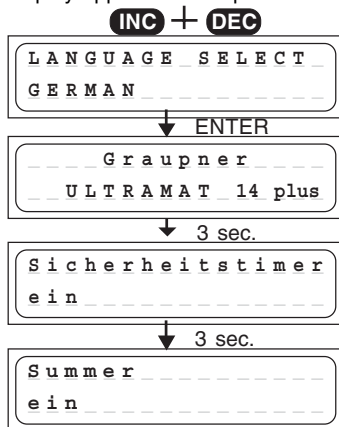 INC + DEC
LANGUAGE SELECT
GERMAN
ENTER
Graupner
ULTRAMAT 14 plus
3 sec.
Sicherheitstimer
ein
3 sec.
Summer
ein